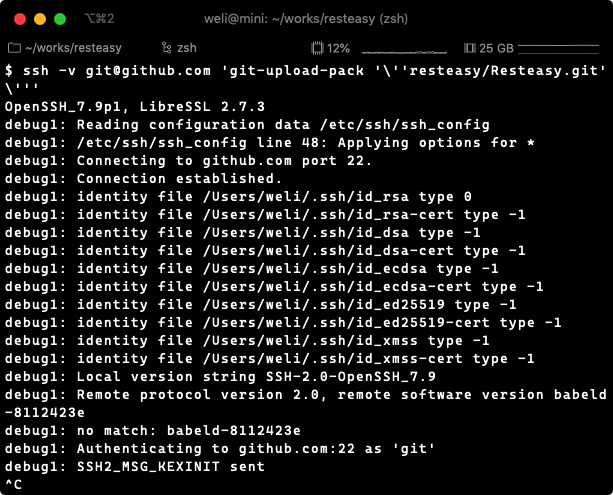 ⌥⌘2 weli@mini: ~/works/resteasy (zsh)
~/works/resteasy zsh 12% 25 GB
$ ssh -v git@github.com 'git-upload-pack '\''resteasy/Resteasy.git'
\'''
OpenSSH_7.9p1, LibreSSL 2.7.3
debug1: Reading configuration data /etc/ssh/ssh_config
debug1: /etc/ssh/ssh_config line 48: Applying options for *
debug1: Connecting to github.com port 22.
debug1: Connection established.
debug1: identity file /Users/weli/.ssh/id_rsa type 0
debug1: identity file /Users/weli/.ssh/id_rsa-cert type -1
debug1: identity file /Users/weli/.ssh/id_dsa type -1
debug1: identity file /Users/weli/.ssh/id_dsa-cert type -1
debug1: identity file /Users/weli/.ssh/id_ecdsa type -1
debug1: identity file /Users/weli/.ssh/id_ecdsa-cert type -1
debug1: identity file /Users/weli/.ssh/id_ed25519 type -1
debug1: identity file /Users/weli/.ssh/id_ed25519-cert type -1
debug1: identity file /Users/weli/.ssh/id_xmss type -1
debug1: identity file /Users/weli/.ssh/id_xmss-cert type -1
debug1: Local version string SSH-2.0-OpenSSH_7.9
debug1: Remote protocol version 2.0, remote software version babeld
-8112423e
debug1: no match: babeld-8112423e
debug1: Authenticating to github.com:22 as 'git'
debug1: SSH2_MSG_KEXINIT sent
^C